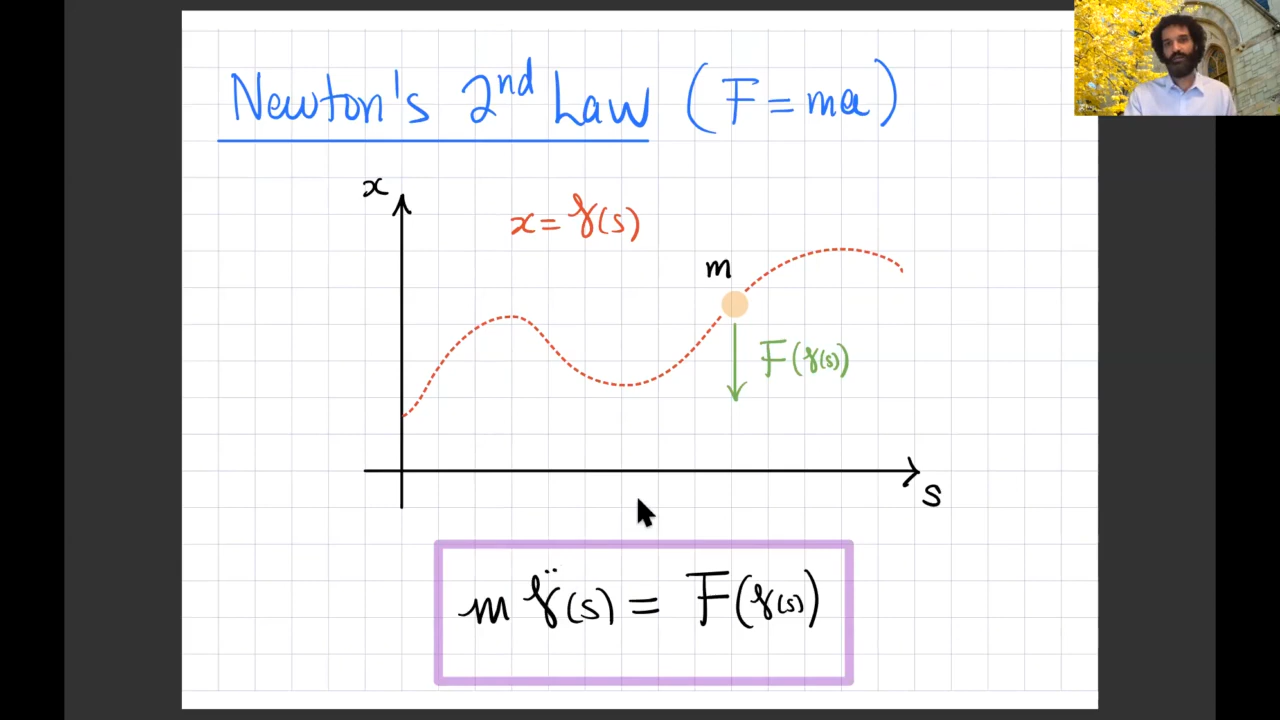 Newton's 2nd Law (F = ma)
x
x = γ(s)
m
F(γ(s))
s
m γ̈(s) = F(γ(s))